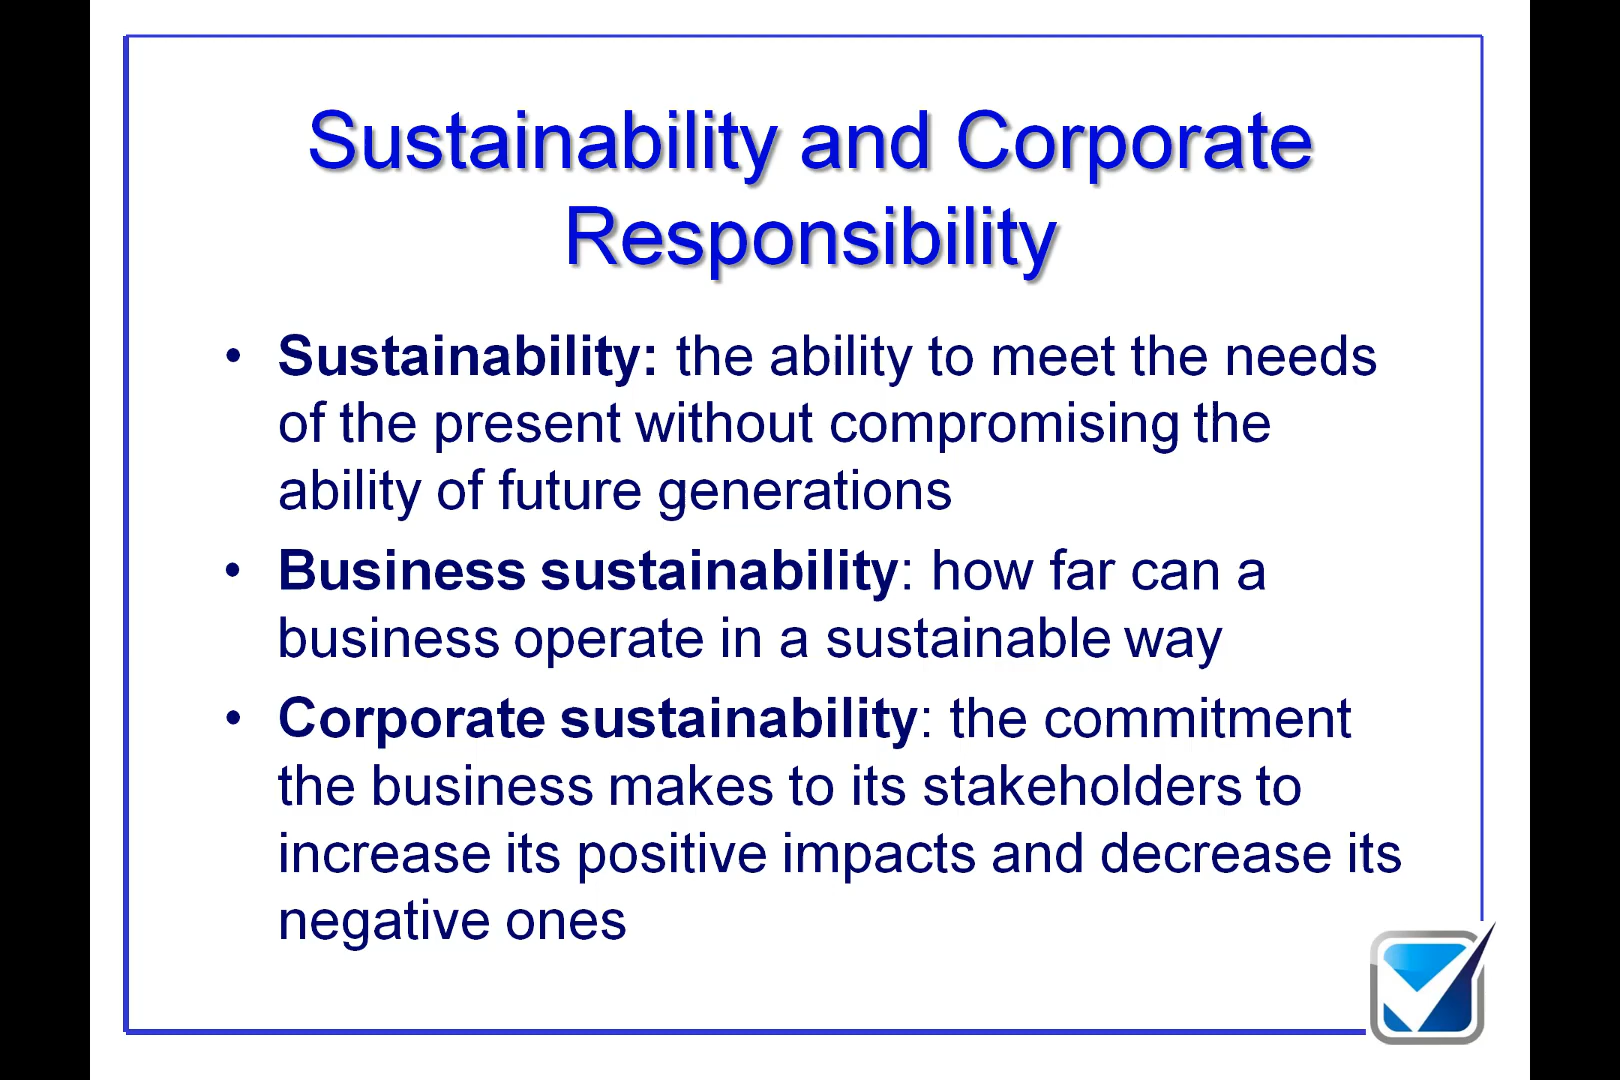 Sustainability and Corporate
Responsibility
• Sustainability: the ability to meet the needs
of the present without compromising the
ability of future generations
• Business sustainability: how far can a
business operate in a sustainable way
• Corporate sustainability: the commitment
the business makes to its stakeholders to
increase its positive impacts and decrease its
negative ones